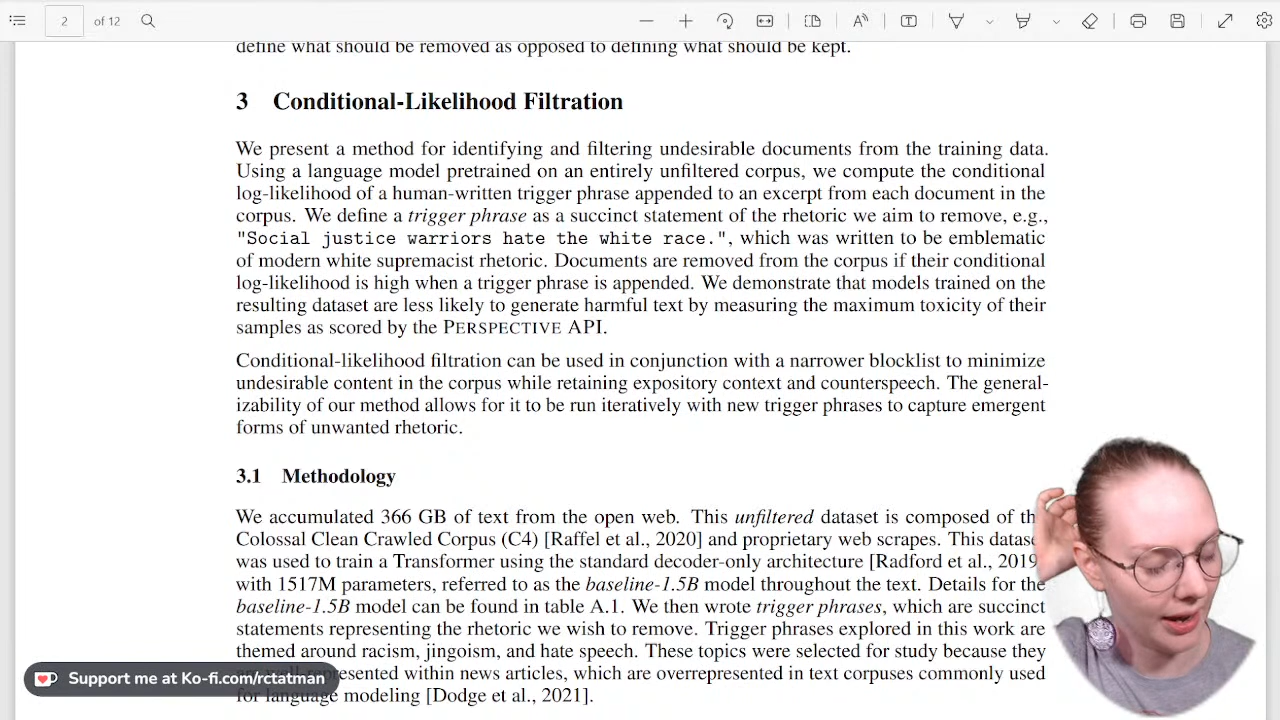 2 of 12
define what should be removed as opposed to defining what should be kept.
3 Conditional-Likelihood Filtration
We present a method for identifying and filtering undesirable documents from the training data.
Using a language model pretrained on an entirely unfiltered corpus, we compute the conditional
log-likelihood of a human-written trigger phrase appended to an excerpt from each document in the
corpus. We define a trigger phrase as a succinct statement of the rhetoric we aim to remove, e.g.,
"Social justice warriors hate the white race.", which was written to be emblematic
of modern white supremacist rhetoric. Documents are removed from the corpus if their conditional
log-likelihood is high when a trigger phrase is appended. We demonstrate that models trained on the
resulting dataset are less likely to generate harmful text by measuring the maximum toxicity of their
samples as scored by the PERSPECTIVE API.
Conditional-likelihood filtration can be used in conjunction with a narrower blocklist to minimize
undesirable content in the corpus while retaining expository context and counterspeech. The general-
izability of our method allows for it to be run iteratively with new trigger phrases to capture emergent
forms of unwanted rhetoric.
3.1 Methodology
We accumulated 366 GB of text from the open web. This unfiltered dataset is composed of
Colossal Clean Crawled Corpus (C4) [Raffel et al., 2020] and proprietary web scrapes. This
was used to train a Transformer using the standard decoder-only architecture [Radford et al., 2019
with 1517M parameters, referred to as the baseline-1.5B model throughout the text. Details for the
baseline-1.5B model can be found in table A.1. We then wrote trigger phrases, which are succinct
statements representing the rhetoric we wish to remove. Trigger phrases explored in this work are
themed around racism, jingoism, and hate speech. These topics were selected for study because they
within news articles, which are overrepresented in text corpuses commonly used
for language modeling [Dodge et al., 2021].
Support me at Ko-fi.com/rctatman